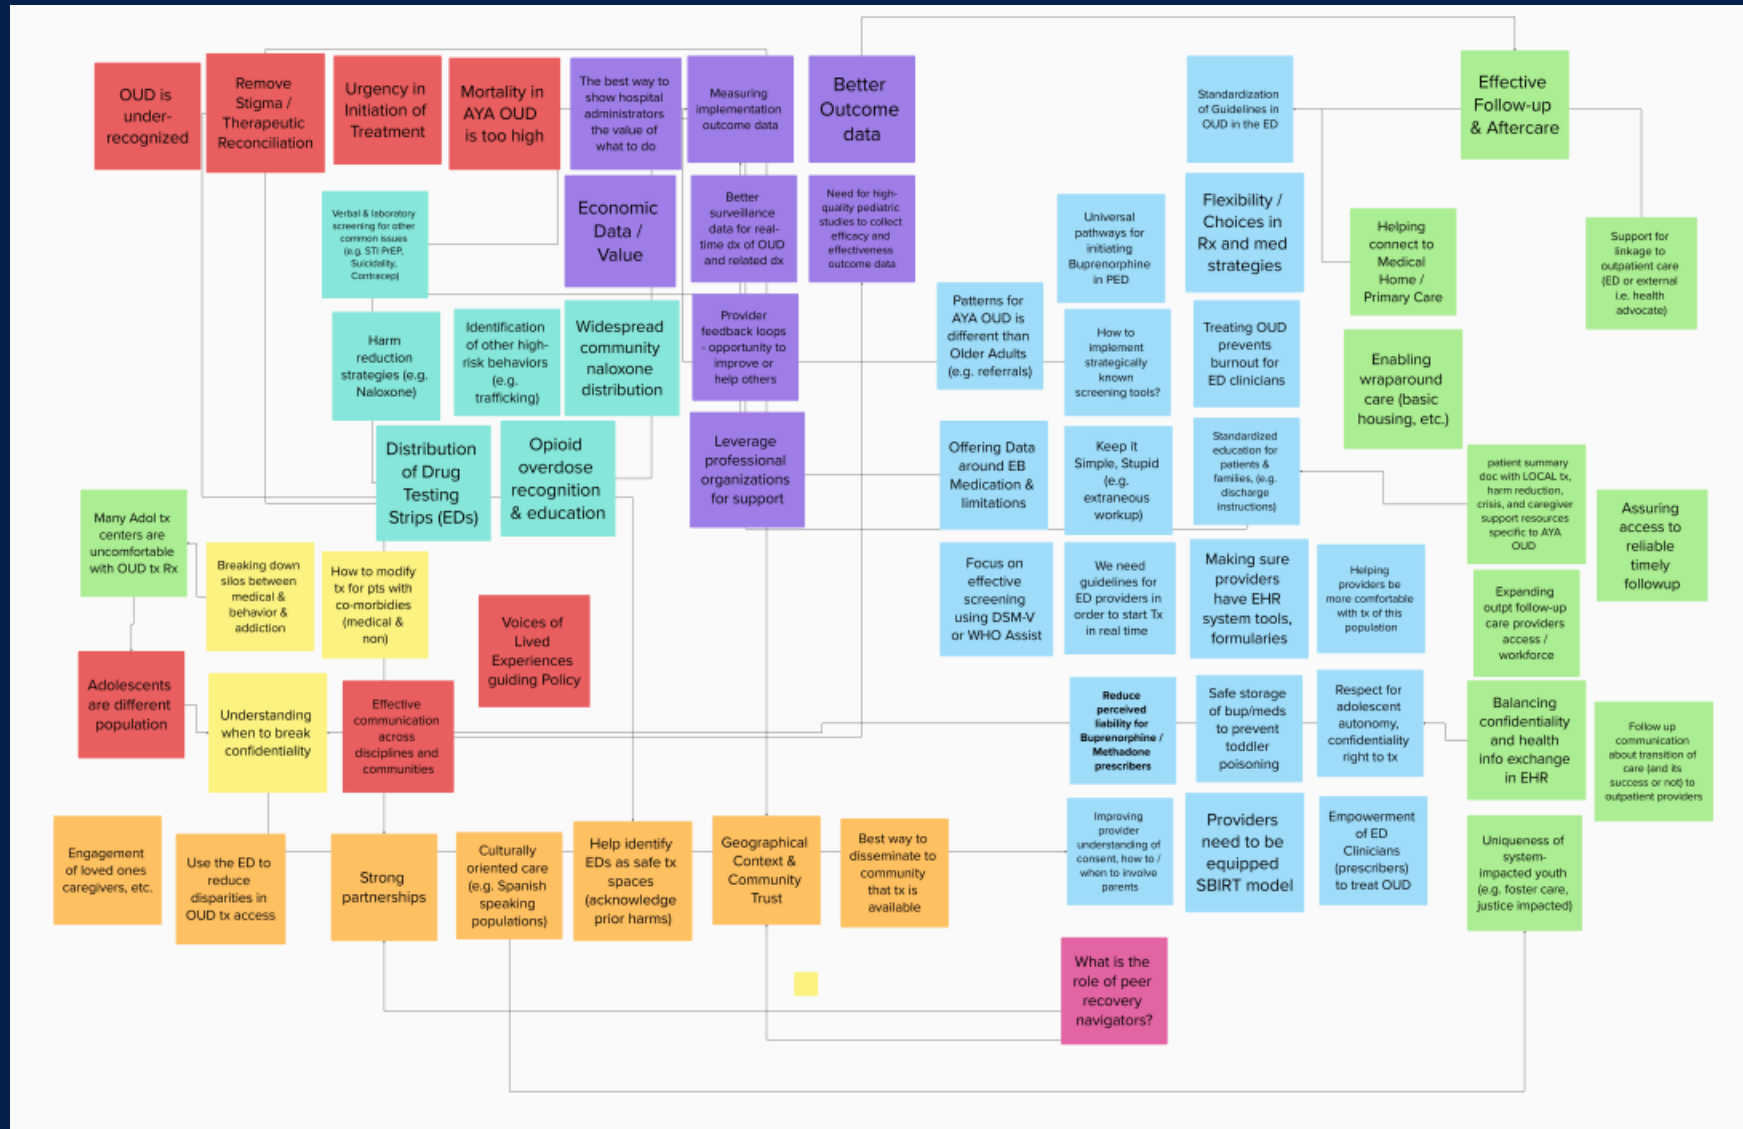 OUD is
under-
recognized
Remove
Stigma /
Therapeutic
Reconciliation
Urgency in
Initiation of
Treatment
Mortality in
AYA OUD
is too high
The best way to
show hospital
administrators
the value of
what to do
Measuring
implementation
outcome data
Better
Outcome
data
Standardization
of Guidelines in
OUD in the ED
Effective
Follow-up
& Aftercare
Verbal & laboratory
screening for other
common issues
(e.g. STI PrEP,
Suicidality,
Contracep)
Economic
Data /
Value
Better
surveillance
data for real-
time dx of OUD
and related dx
Need for high-
quality pediatric
studies to collect
efficacy and
effectiveness
outcome data
Universal
pathways for
initiating
Buprenorphine
in PED
Flexibility /
Choices in
Rx and med
strategies
Helping
connect to
Medical
Home /
Primary Care
Support for
linkage to
outpatient care
(ED or external
i.e. health
advocate)
Harm
reduction
strategies (e.g.
Naloxone)
Identification
of other high-
risk behaviors
(e.g.
trafficking)
Widespread
community
naloxone
distribution
Provider
feedback loops
- opportunity to
improve or
help others
Patterns for
AYA OUD is
different than
Older Adults
(e.g. referrals)
How to
implement
strategically
known
screening tools?
Treating OUD
prevents
burnout for
ED clinicians
Enabling
wraparound
care (basic
housing, etc.)
Distribution
of Drug
Testing
Strips (EDs)
Opioid
overdose
recognition
& education
Leverage
professional
organizations
for support
Offering Data
around EB
Medication &
limitations
Keep it
Simple, Stupid
(e.g.
extraneous
workup)
Standardized
education for
patients &
families, (e.g.
discharge
instructions)
patient summary
doc with LOCAL tx,
harm reduction,
crisis, and caregiver
support resources
specific to AYA
OUD
Assuring
access to
reliable
timely
followup
Many Adol tx
centers are
uncomfortable
with OUD tx Rx
Breaking down
silos between
medical &
behavior &
addiction
How to modify
tx for pts with
co-morbidies
(medical &
non)
Voices of
Lived
Experiences
guiding Policy
Focus on
effective
screening
using DSM-V
or WHO Assist
We need
guidelines for
ED providers in
order to start Tx
in real time
Making sure
providers
have EHR
system tools,
formularies
Helping
providers be
more comfortable
with tx of this
population
Expanding
outpt follow-up
care providers
access /
workforce
Adolescents
are different
population
Understanding
when to break
confidentiality
Effective
communication
across
disciplines and
communities
Reduce
perceived
liability for
Buprenorphine /
Methadone
prescribers
Safe storage
of bup/meds
to prevent
toddler
poisoning
Respect for
adolescent
autonomy,
confidentiality
right to tx
Balancing
confidentiality
and health
info exchange
in EHR
Follow up
communication
about transition of
care (and its
success or not) to
outpatient providers
Engagement
of loved ones
caregivers, etc.
Use the ED to
reduce
disparities in
OUD tx access
Strong
partnerships
Culturally
oriented care
(e.g. Spanish
speaking
populations)
Help identify
EDs as safe tx
spaces
(acknowledge
prior harms)
Geographical
Context &
Community
Trust
Best way to
disseminate to
community
that tx is
available
Improving
provider
understanding of
consent, how to /
when to involve
parents
Providers
need to be
equipped
SBIRT model
Empowerment
of ED
Clinicians
(prescribers)
to treat OUD
Uniqueness of
system-
impacted youth
(e.g. foster care,
justice impacted)
What is the
role of peer
recovery
navigators?